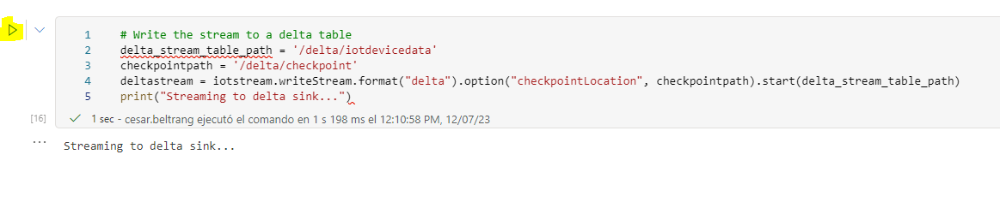 1 # Write the stream to a delta table
2 delta_stream_table_path = '/delta/iotdevicedata'
3 checkpointpath = '/delta/checkpoint'
4 deltastream = iotstream.writeStream.format("delta").option("checkpointLocation", checkpointpath).start(delta_stream_table_path)
5 print("Streaming to delta sink...")
[16] 1 sec - cesar.beltrang ejecutó el comando en 1 s 198 ms el 12:10:58 PM, 12/07/23
... Streaming to delta sink...